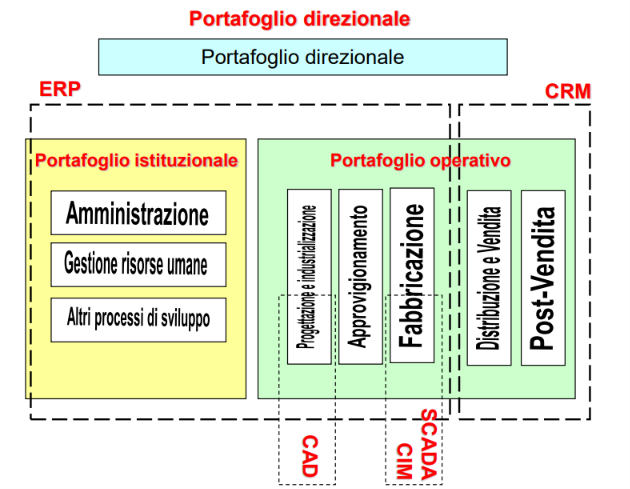 Portafoglio direzionale
Portafoglio direzionale
ERP
CRM
Portafoglio istituzionale
Portafoglio operativo
Amministrazione
Gestione risorse umane
Altri processi di sviluppo
Progettazione e industrializzazione
Approvigionamento
Fabbricazione
Distribuzione e Vendita
Post-Vendita
CAD
SCADA
CIM